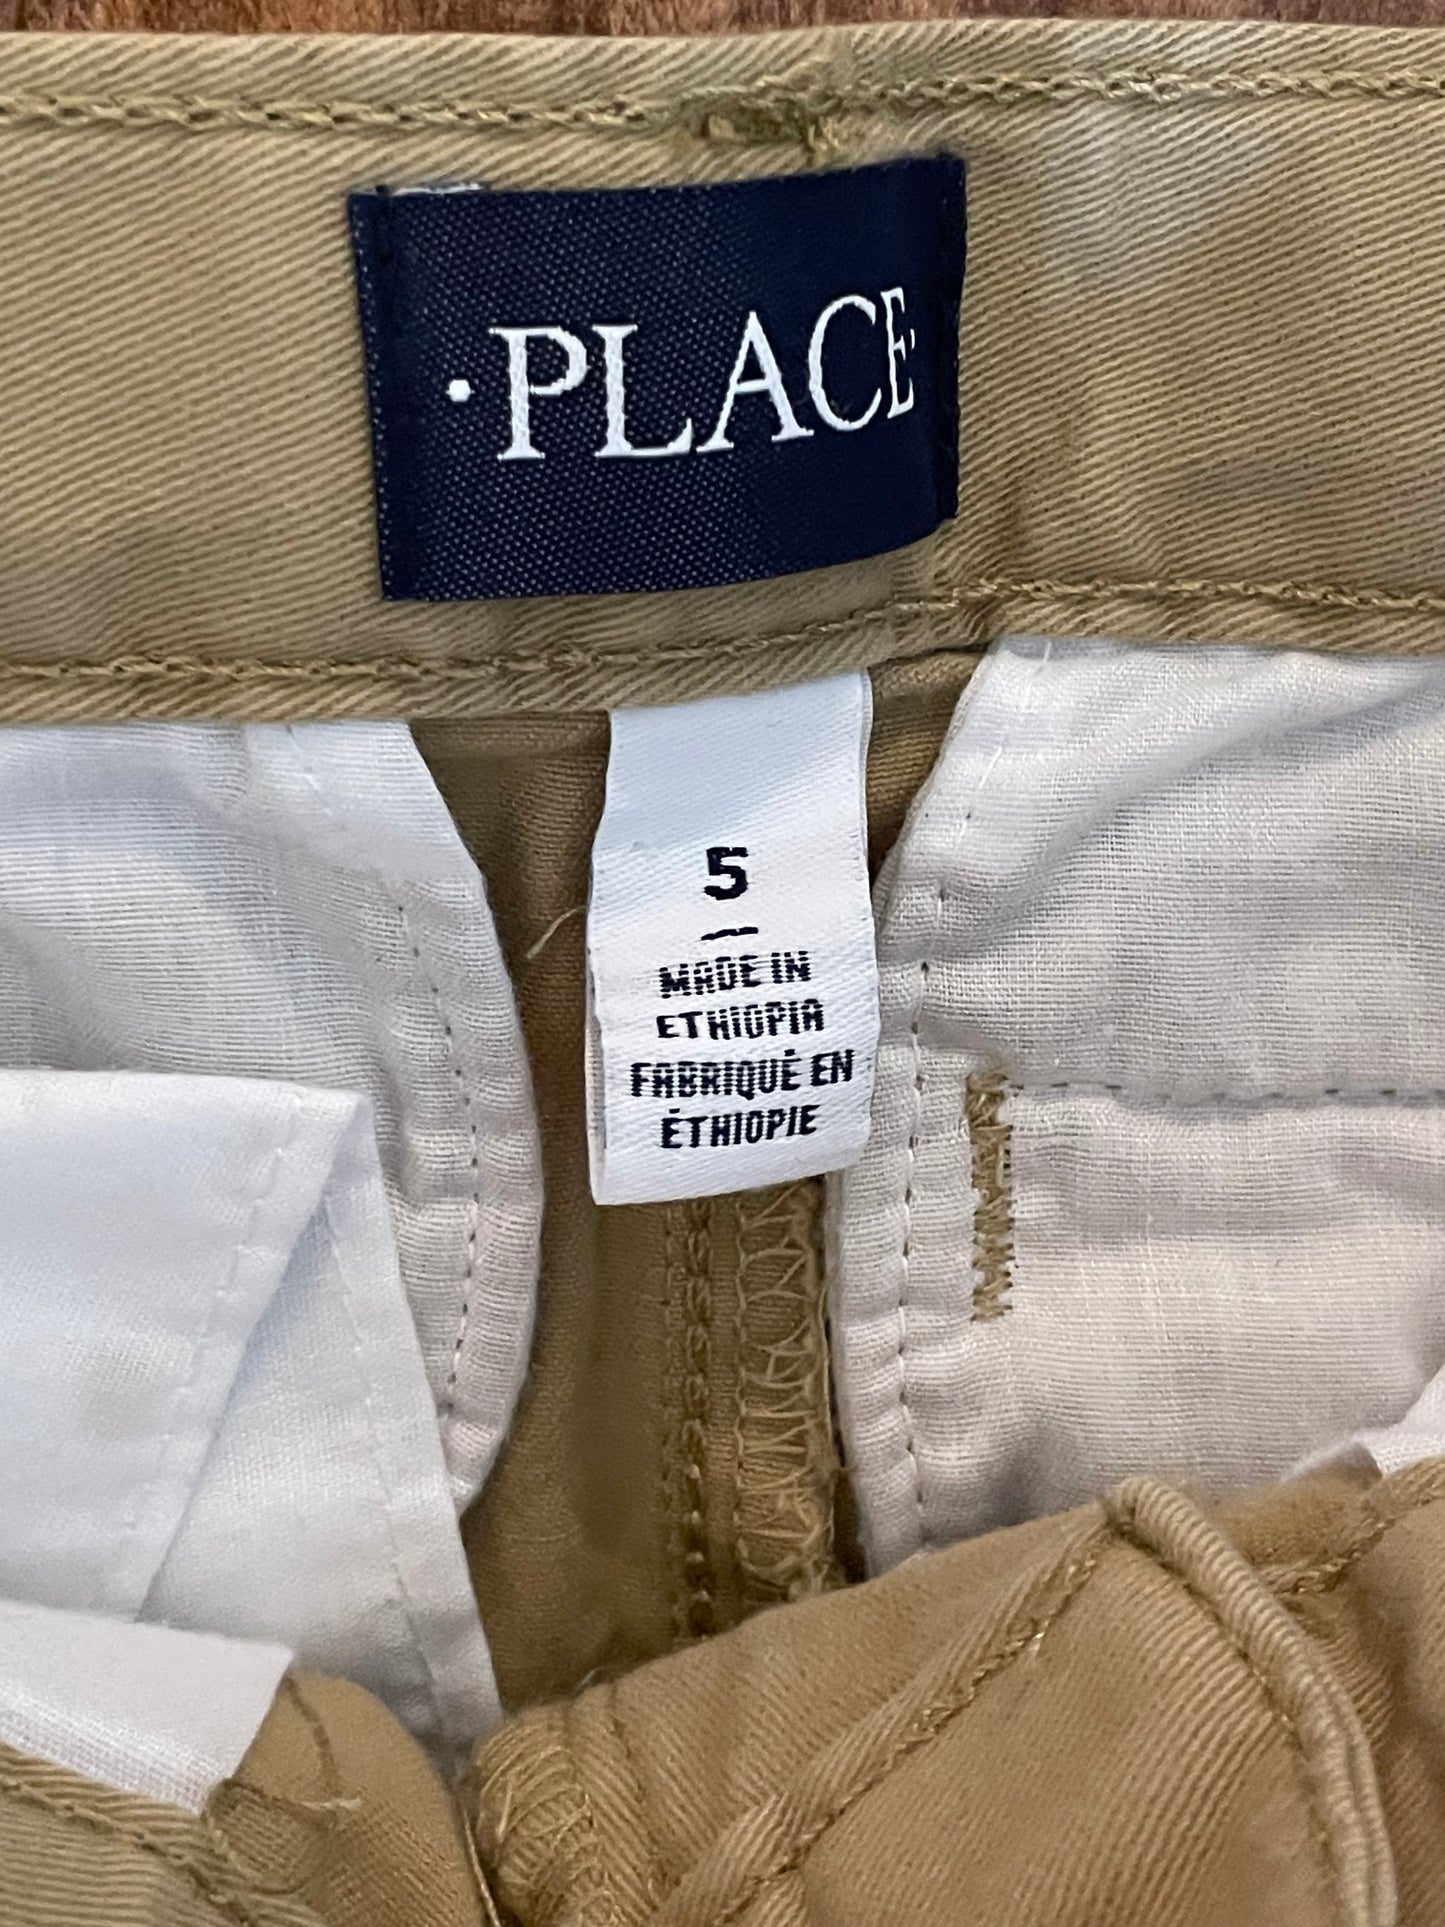 ·PLACE
5
—
MADE IN
ETHIOPIA
FABRIQUÉ EN
ÉTHIOPIE